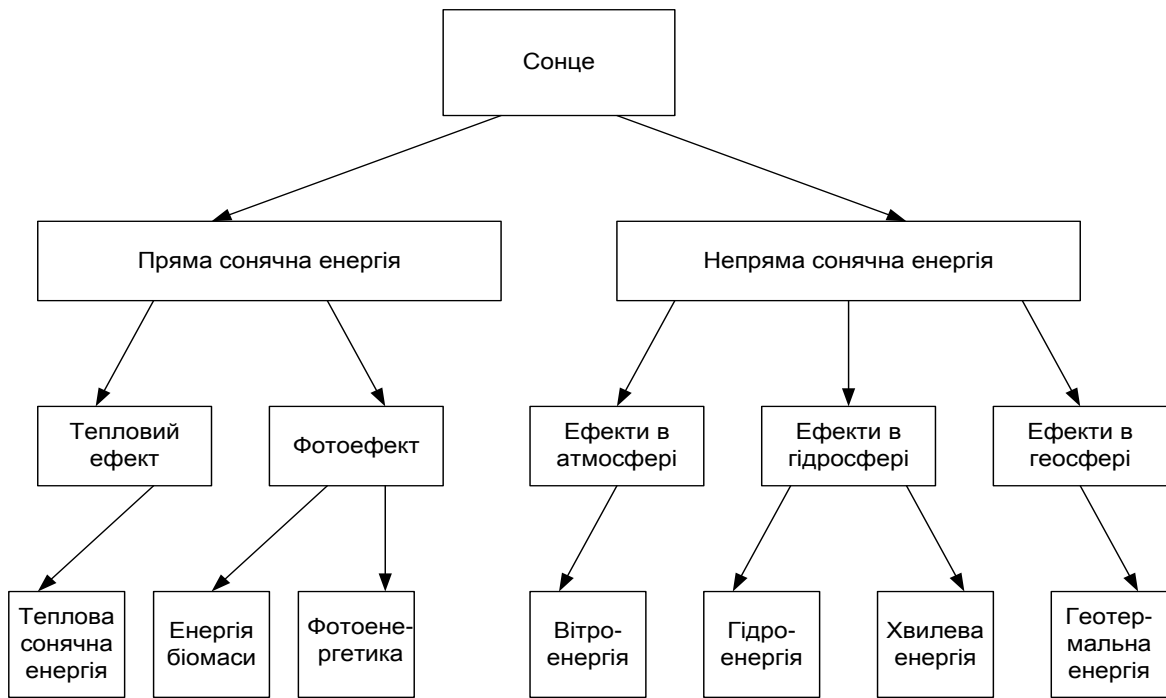 Сонце
Пряма сонячна енергія
Непряма сонячна енергія
Тепловий
ефект
Фотоефект
Ефекти в
атмосфері
Ефекти в
гідросфері
Ефекти в
геосфері
Теплова
сонячна
енергія
Енергія
біомаси
Фотоене-
ргетика
Вітро-
енергія
Гідро-
енергія
Хвилева
енергія
Геотер-
мальна
енергія